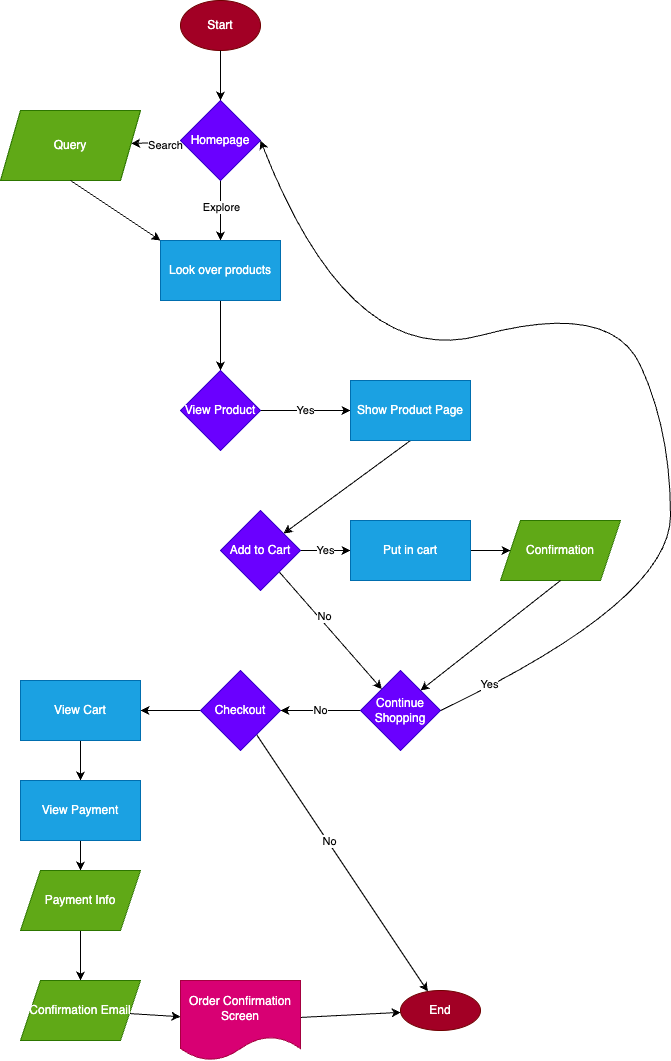 Start
Homepage
Search
Query
Explore
Look over products
View Product
Yes
Show Product Page
Add to Cart
Yes
Put in cart
Confirmation
No
Continue
Shopping
Yes
No
Checkout
View Cart
View Payment
No
Payment Info
Confirmation Email
Order Confirmation
Screen
End